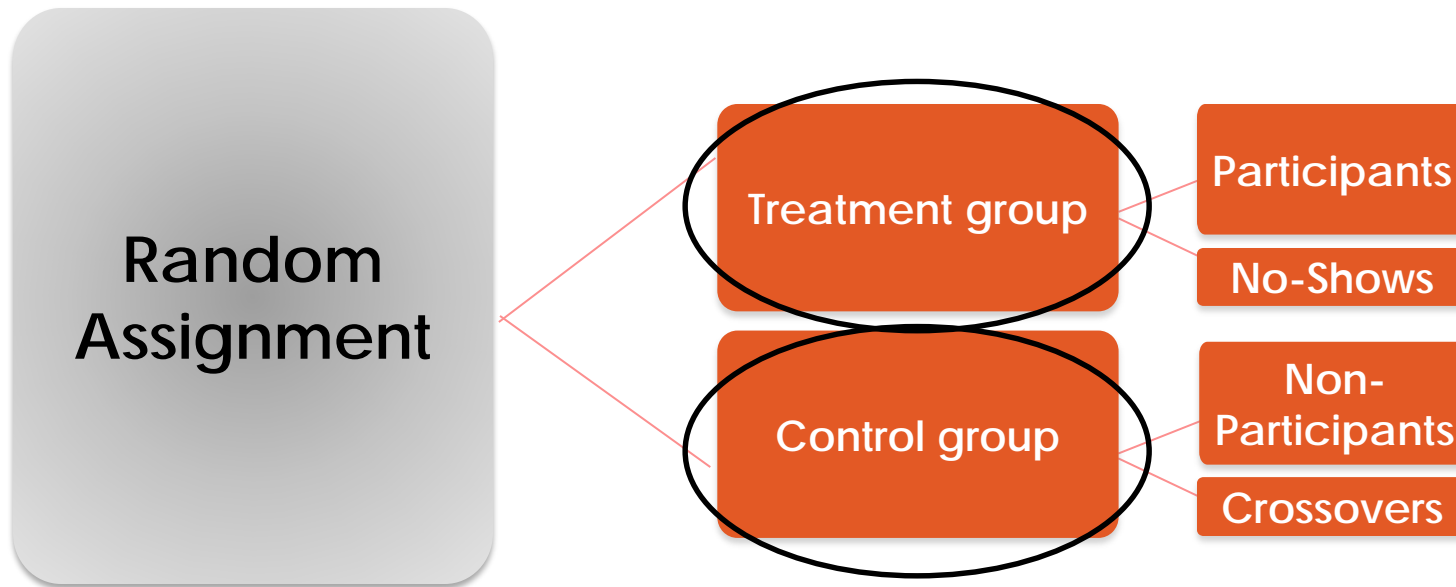 Random
Assignment
Treatment group
Participants
No-Shows
Control group
Non-
Participants
Crossovers